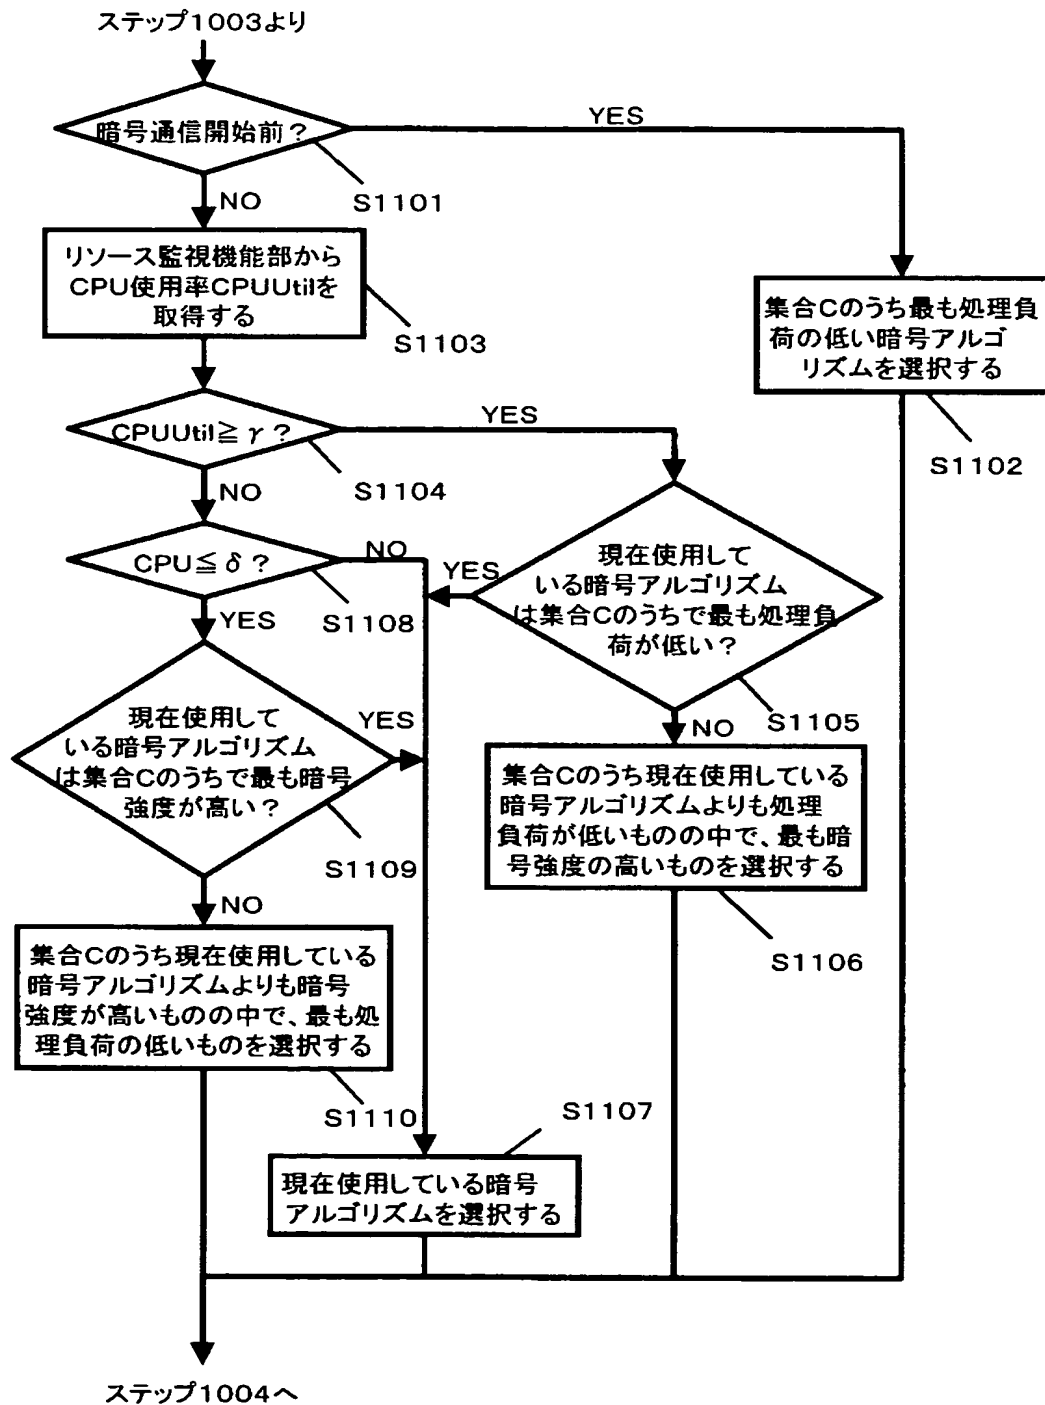 ステップ1003より
暗号通信開始前？
YES
S1101
NO
リソース監視機能部から
CPU使用率CPUUtilを
取得する
S1103
集合Cのうち最も処理負
荷の低い暗号アルゴ
リズムを選択する
S1102
CPUUtil≧γ？
YES
S1104
NO
CPU≦δ？
NO
S1108
YES
現在使用して
いる暗号アルゴリズム
は集合Cのうちで最も処理負
荷が低い？
YES
S1105
NO
現在使用して
いる暗号アルゴリズム
は集合Cのうちで最も暗号
強度が高い？
YES
S1109
NO
集合Cのうち現在使用している
暗号アルゴリズムよりも処理
負荷が低いものの中で、最も暗
号強度の高いものを選択する
S1106
集合Cのうち現在使用している
暗号アルゴリズムよりも暗号
強度が高いものの中で、最も処
理負荷の低いものを選択する
S1110
S1107
現在使用している暗号
アルゴリズムを選択する
ステップ1004へ